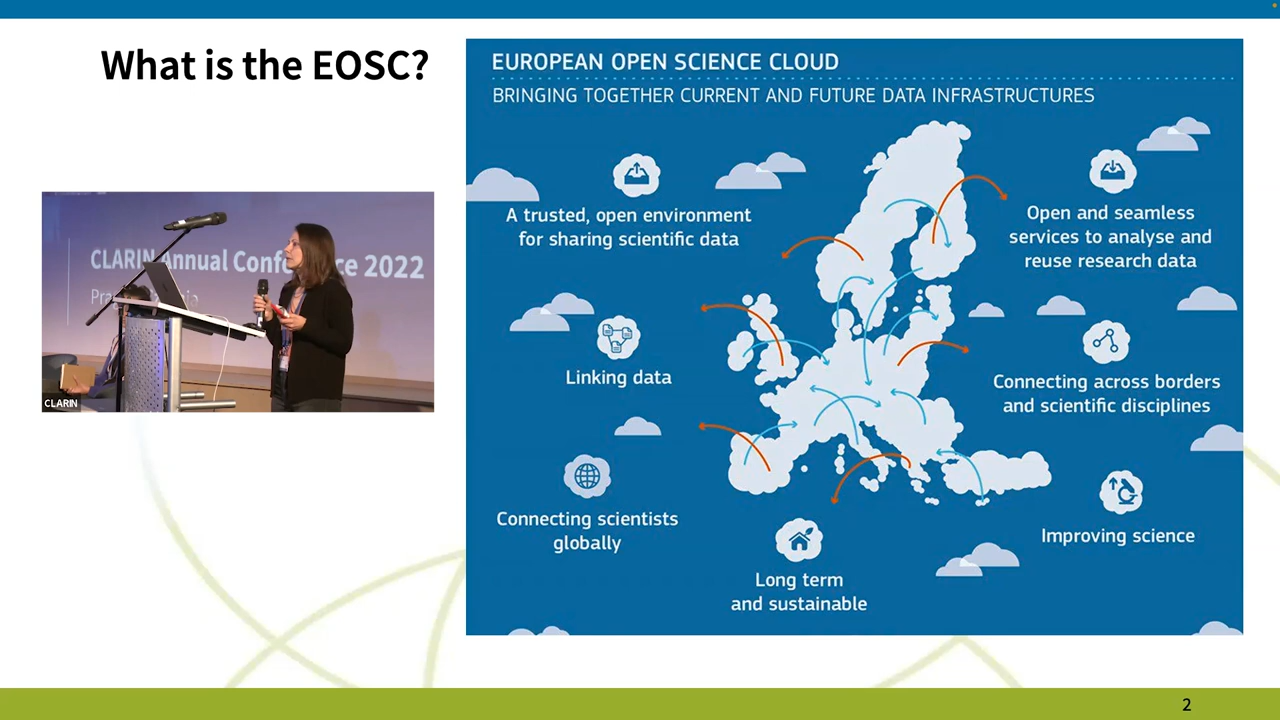 What is the EOSC?
EUROPEAN OPEN SCIENCE CLOUD
BRINGING TOGETHER CURRENT AND FUTURE DATA INFRASTRUCTURES
A trusted, open environment
for sharing scientific data
Open and seamless
services to analyse and
reuse research data
CLARIN Annual 2022
CLARIN
Linking data
Connecting across borders
and scientific disciplines
Connecting scientists
globally
Improving science
Long term
and sustainable
2